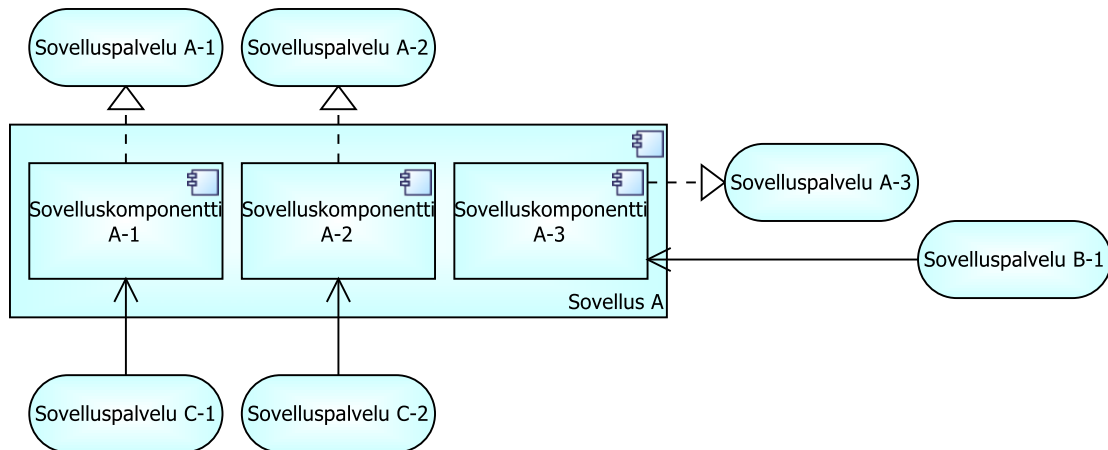 Sovelluspalvelu A-1
Sovelluspalvelu A-2
Sovelluskomponentti
A-1
Sovelluskomponentti
A-2
Sovelluskomponentti
A-3
Sovelluspalvelu A-3
Sovelluspalvelu B-1
Sovellus A
Sovelluspalvelu C-1
Sovelluspalvelu C-2